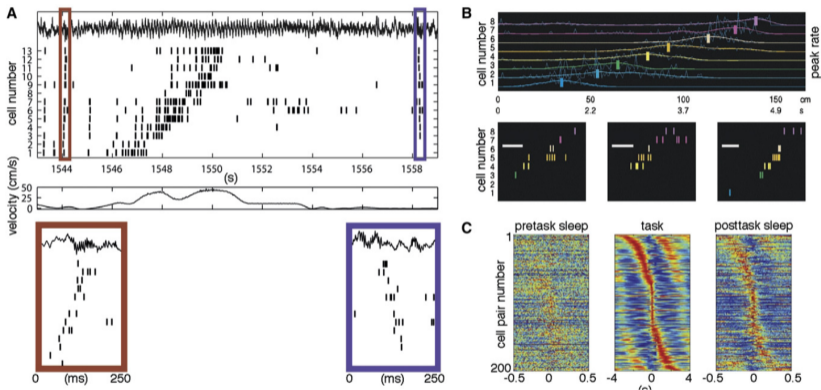 A
13
12
11
10
9
8
7
6
5
4
3
2
1
cell number
1544 1546 1548 1550 1552 1554 1556 1558
(s)
velocity (cm/s)
50
25
0
0 (ms) 250
0 (ms) 250
B
cell number
8
7
6
5
4
3
2
1
peak rate
0 50 100 150 cm
0 2.2 3.7 4.9 s
cell number
8
7
6
5
4
3
2
1
C
pretask sleep task posttask sleep
cell pair number
1
200
-0.5 0 0.5 -4 0 4 -0.5 0 0.5
(s)